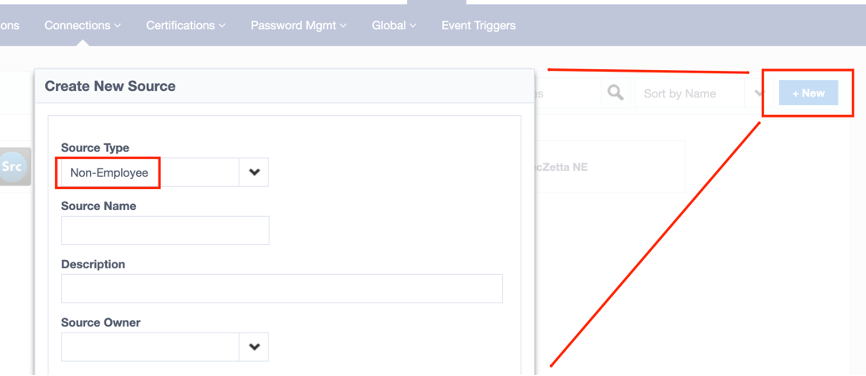 ons Connections Certifications Password Mgmt Global Event Triggers
Create New Source
es Sort by Name + New
Source Type
Src Non-Employee cZetta NE
Source Name
Description
Source Owner